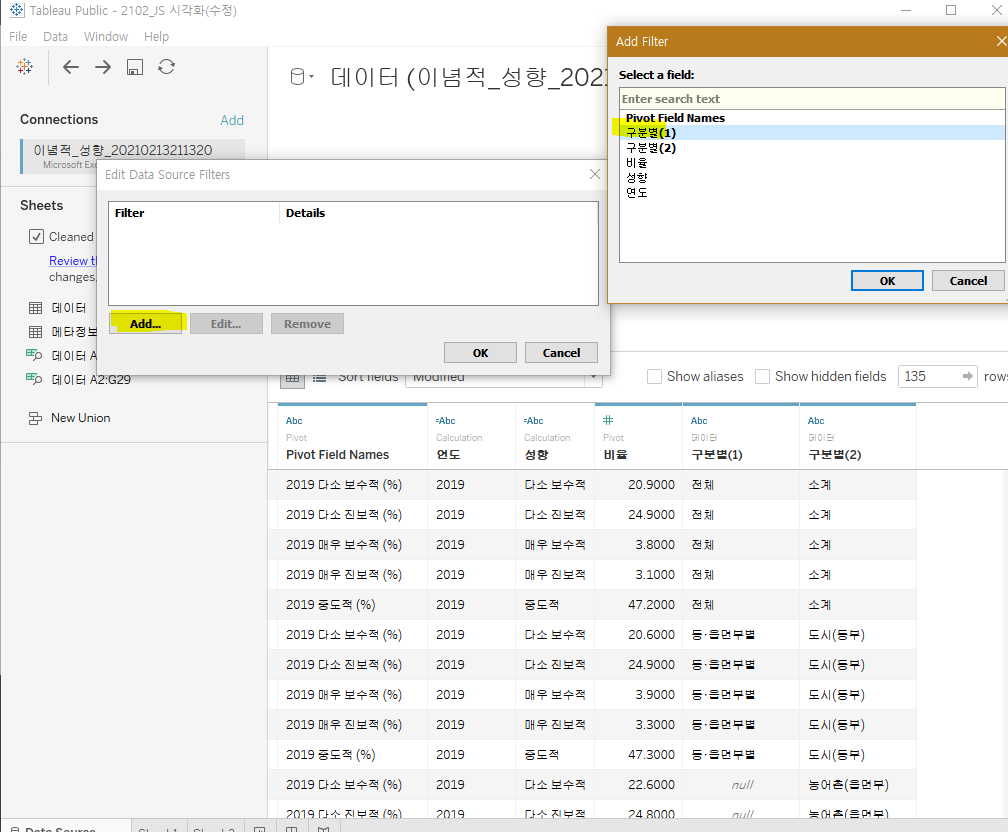 Tableau Public - 2102_JS 시각화(수정)
File Data Window Help
데이터 (이념적_성향_2021
Connections Add
이념적_성향_20210213211320
Microsoft Exc
Sheets
Cleaned
Review th
changes.
데이터
메타정보
데이터 A
데이터 A2:G29
New Union
Edit Data Source Filters
Filter Details
Add... Edit... Remove
OK Cancel
Add Filter
Select a field:
Enter search text
Pivot Field Names
구분별(1)
구분별(2)
비율
성향
연도
OK Cancel
Sort fields Modified Show aliases Show hidden fields 135 rows
Abc =Abc =Abc # Abc Abc
Pivot Calculation Calculation Pivot 데이터 데이터
Pivot Field Names 연도 성향 비율 구분별(1) 구분별(2)
2019 다소 보수적 (%) 2019 다소 보수적 20.9000 전체 소계
2019 다소 진보적 (%) 2019 다소 진보적 24.9000 전체 소계
2019 매우 보수적 (%) 2019 매우 보수적 3.8000 전체 소계
2019 매우 진보적 (%) 2019 매우 진보적 3.1000 전체 소계
2019 중도적 (%) 2019 중도적 47.2000 전체 소계
2019 다소 보수적 (%) 2019 다소 보수적 20.6000 동·읍면부별 도시(동부)
2019 다소 진보적 (%) 2019 다소 진보적 24.9000 동·읍면부별 도시(동부)
2019 매우 보수적 (%) 2019 매우 보수적 3.9000 동·읍면부별 도시(동부)
2019 매우 진보적 (%) 2019 매우 진보적 3.3000 동·읍면부별 도시(동부)
2019 중도적 (%) 2019 중도적 47.3000 동·읍면부별 도시(동부)
2019 다소 보수적 (%) 2019 다소 보수적 22.6000 null 농어촌(읍면부)
2019 다소 진보적 (%) 2019 다소 진보적 24.8000 null 농어촌(읍면부)
Data Source Sheet 1 Sheet 2